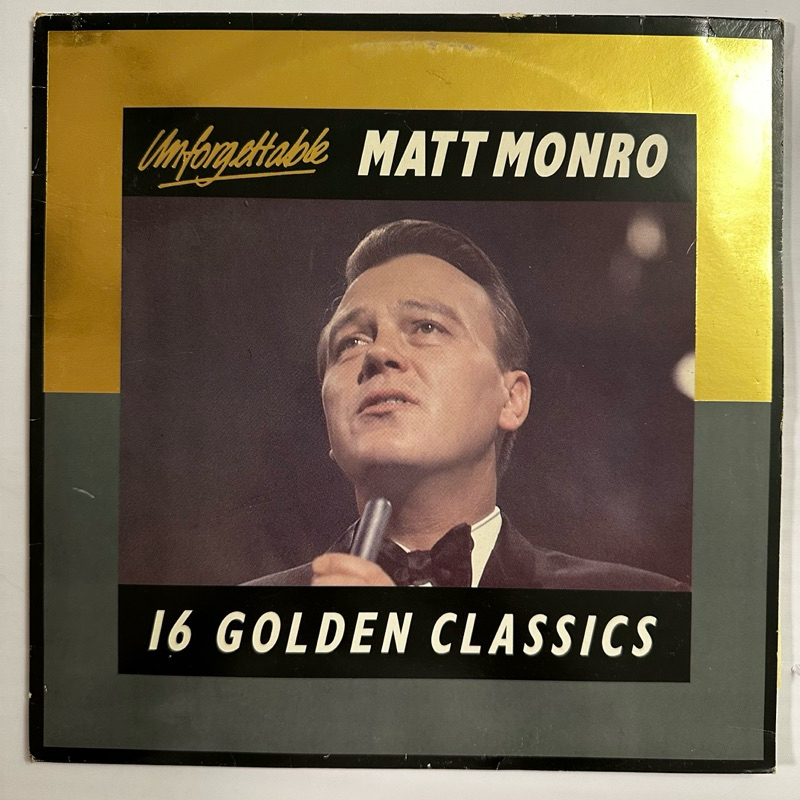 Unforgettable MATT MONRO
16 GOLDEN CLASSICS